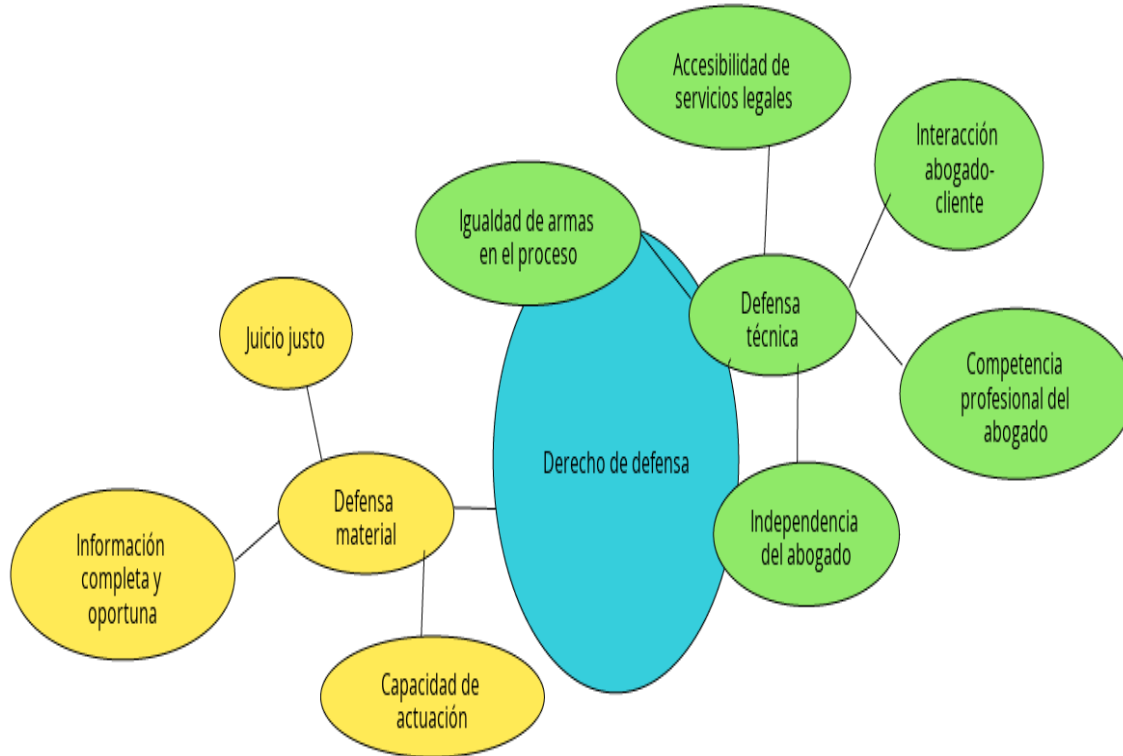 Accesibilidad de
servicios legales
Interacción
abogado-
cliente
Igualdad de armas
en el proceso
Defensa
técnica
Juicio justo
Competencia
profesional del
abogado
Derecho de defensa
Defensa
material
Independencia
del abogado
Información
completa y
oportuna
Capacidad de
actuación